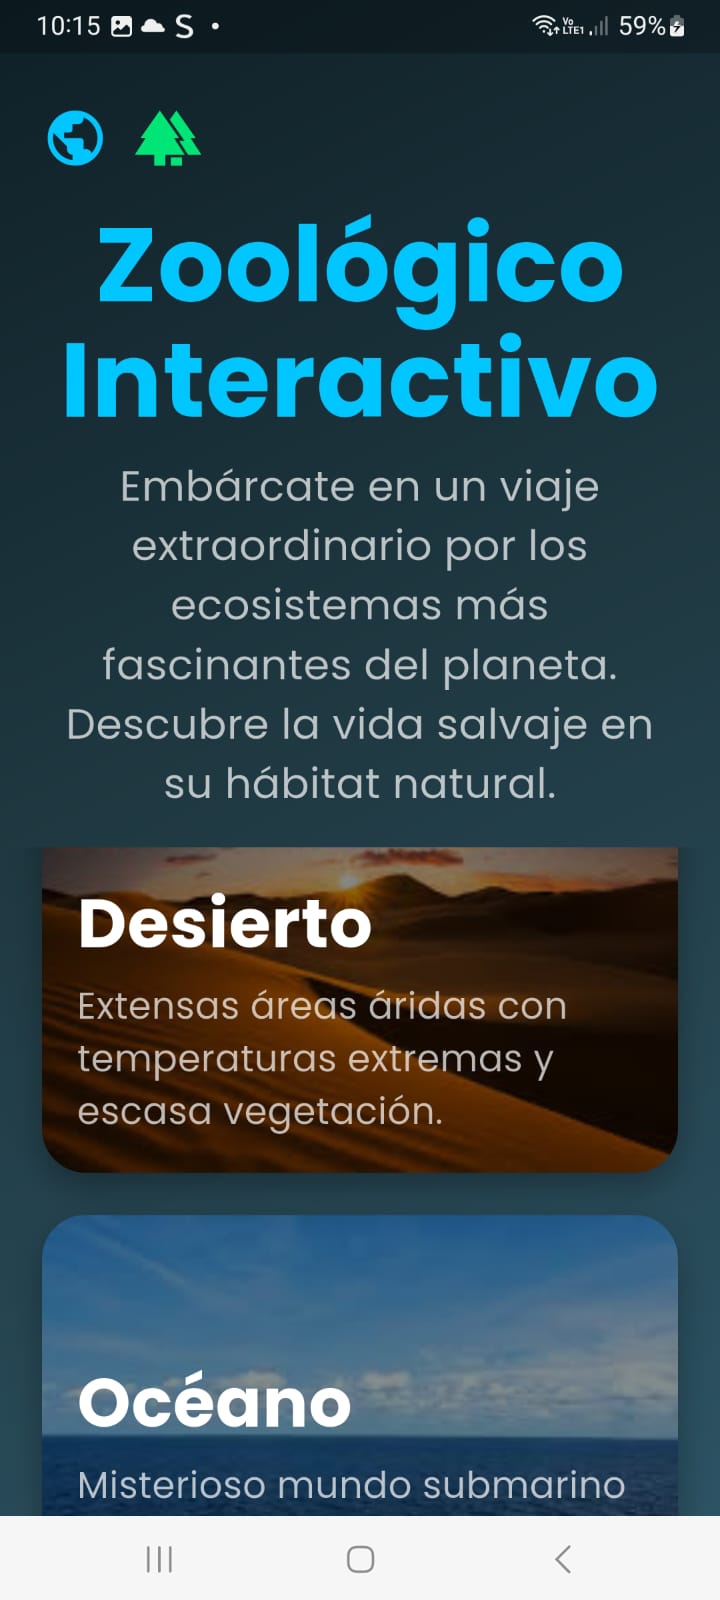 10:15 S
Vo LTE1 59%
Zoológico
Interactivo
Embárcate en un viaje
extraordinario por los
ecosistemas más
fascinantes del planeta.
Descubre la vida salvaje en
su hábitat natural.
Desierto
Extensas áreas áridas con
temperaturas extremas y
escasa vegetación.
Océano
Misterioso mundo submarino